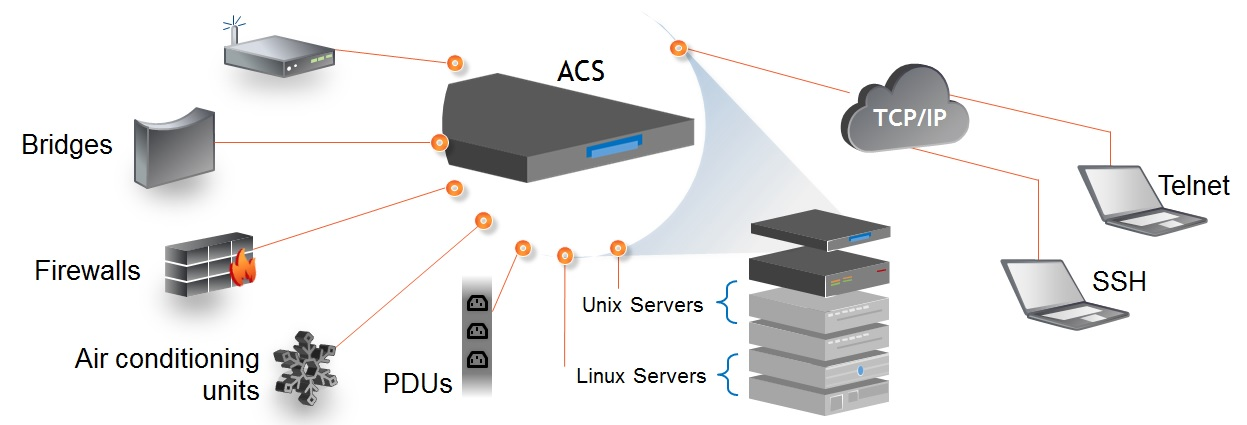 ACS
TCP/IP
Bridges
Telnet
Firewalls
SSH
Unix Servers
Air conditioning
units
PDUs
Linux Servers